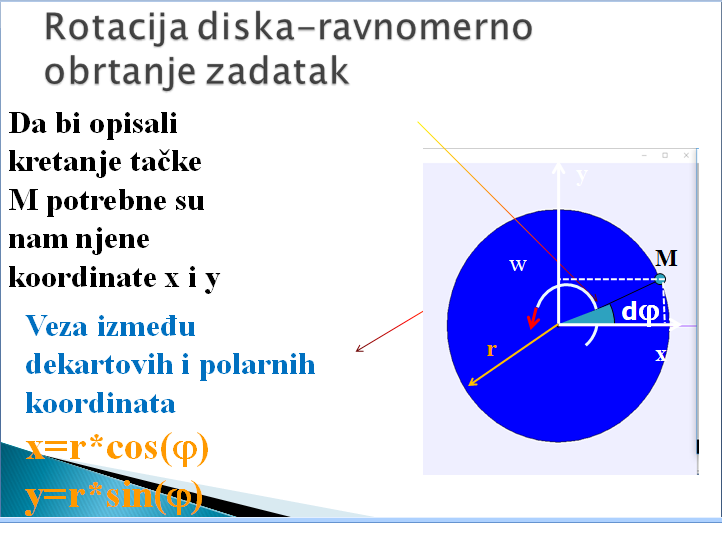 Rotacija diska-ravnomerno
obrtanje zadatak
Da bi opisali
kretanje tačke
M potrebne su
nam njene
koordinate x i y
Veza između
dekartovih i polarnih
koordinata
x=r*cos(φ)
y=r*sin(φ)
y
w
M
dφ
r
x